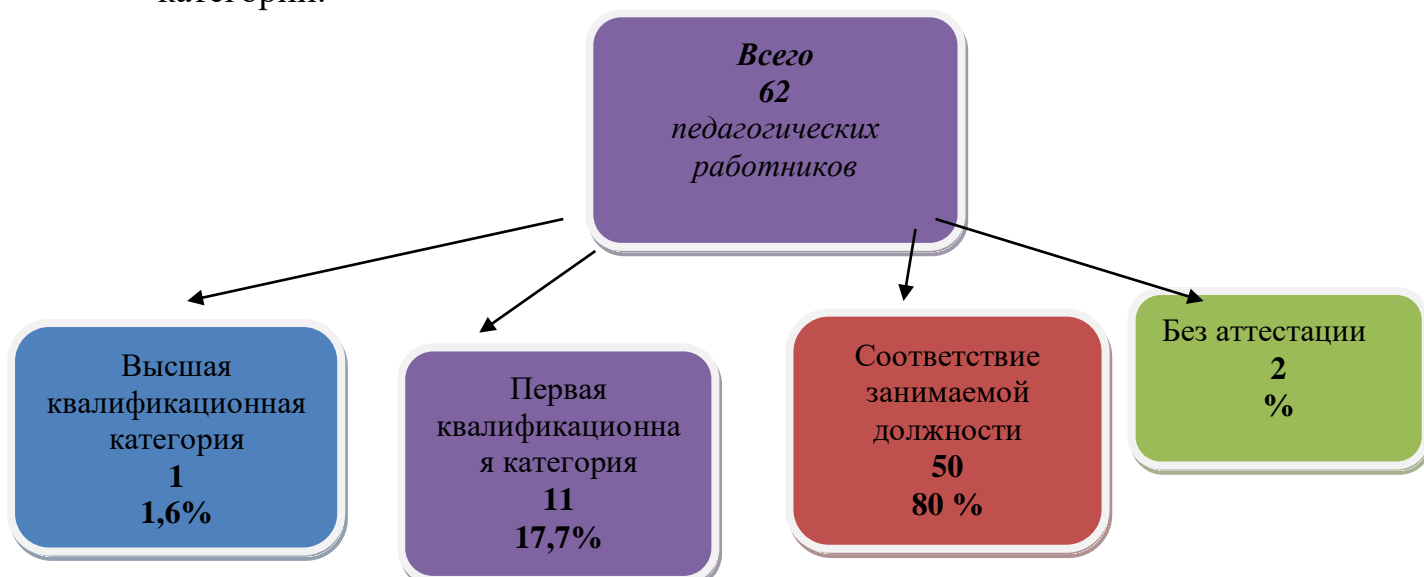 категории.
Всего
62
педагогических
работников
Высшая
квалификационная
категория
1
1,6%
Первая
квалификационна
я категория
11
17,7%
Соответствие
занимаемой
должности
50
80 %
Без аттестации
2
%